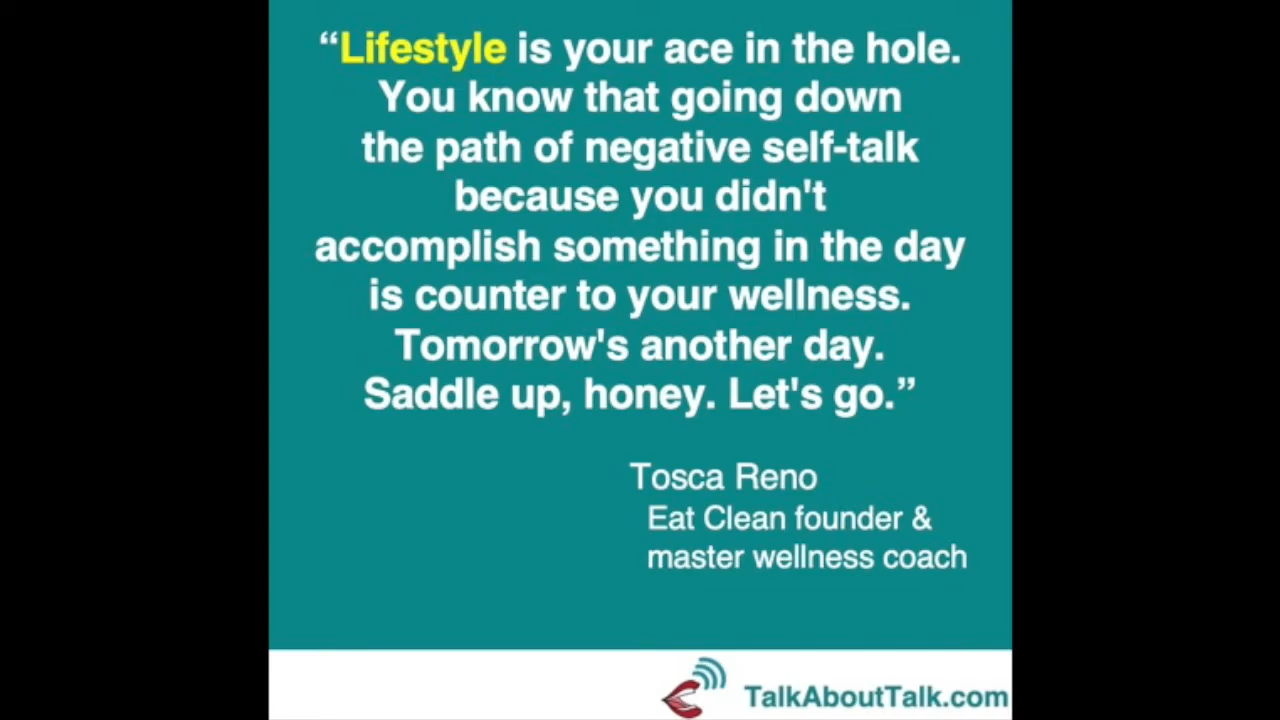 “Lifestyle is your ace in the hole.
You know that going down
the path of negative self-talk
because you didn't
accomplish something in the day
is counter to your wellness.
Tomorrow's another day.
Saddle up, honey. Let's go.”
Tosca Reno
Eat Clean founder &
master wellness coach
TalkAboutTalk.com